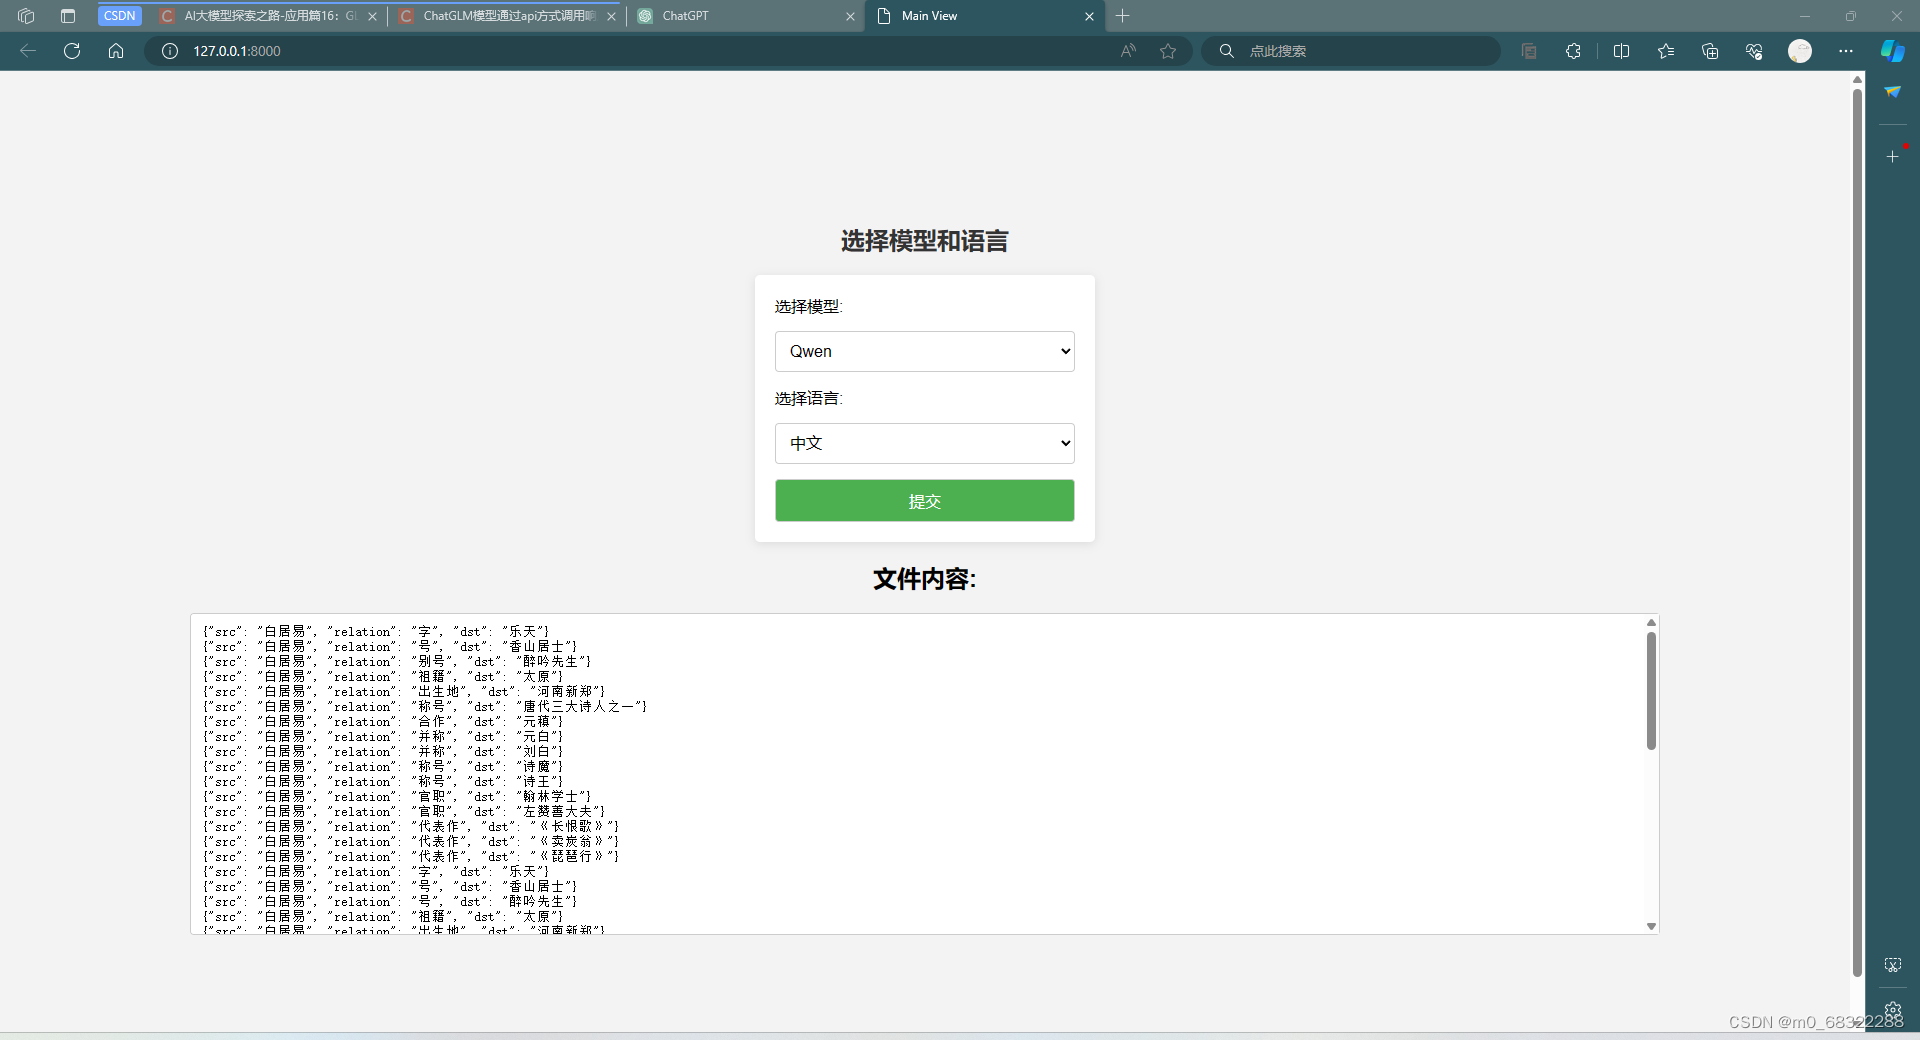 CSDN
AI大模型探索之路-应用篇16：GL
ChatGLM模型通过api方式调用响
ChatGPT
Main View
127.0.0.1:8000
点此搜索
选择模型和语言
选择模型:
Qwen
选择语言:
中文
提交
文件内容:
{"src": "白居易", "relation": "字", "dst": "乐天"}
{"src": "白居易", "relation": "号", "dst": "香山居士"}
{"src": "白居易", "relation": "别号", "dst": "醉吟先生"}
{"src": "白居易", "relation": "祖籍", "dst": "太原"}
{"src": "白居易", "relation": "出生地", "dst": "河南新郑"}
{"src": "白居易", "relation": "称号", "dst": "唐代三大诗人之一"}
{"src": "白居易", "relation": "合作", "dst": "元稹"}
{"src": "白居易", "relation": "并称", "dst": "元白"}
{"src": "白居易", "relation": "并称", "dst": "刘白"}
{"src": "白居易", "relation": "称号", "dst": "诗魔"}
{"src": "白居易", "relation": "称号", "dst": "诗王"}
{"src": "白居易", "relation": "官职", "dst": "翰林学士"}
{"src": "白居易", "relation": "官职", "dst": "左赞善大夫"}
{"src": "白居易", "relation": "代表作", "dst": "《长恨歌》"}
{"src": "白居易", "relation": "代表作", "dst": "《卖炭翁》"}
{"src": "白居易", "relation": "代表作", "dst": "《琵琶行》"}
{"src": "白居易", "relation": "字", "dst": "乐天"}
{"src": "白居易", "relation": "号", "dst": "香山居士"}
{"src": "白居易", "relation": "号", "dst": "醉吟先生"}
{"src": "白居易", "relation": "祖籍", "dst": "太原"}
{"src": "白居易", "relation": "出生地", "dst": "河南新郑"}
CSDN @m0_68322288